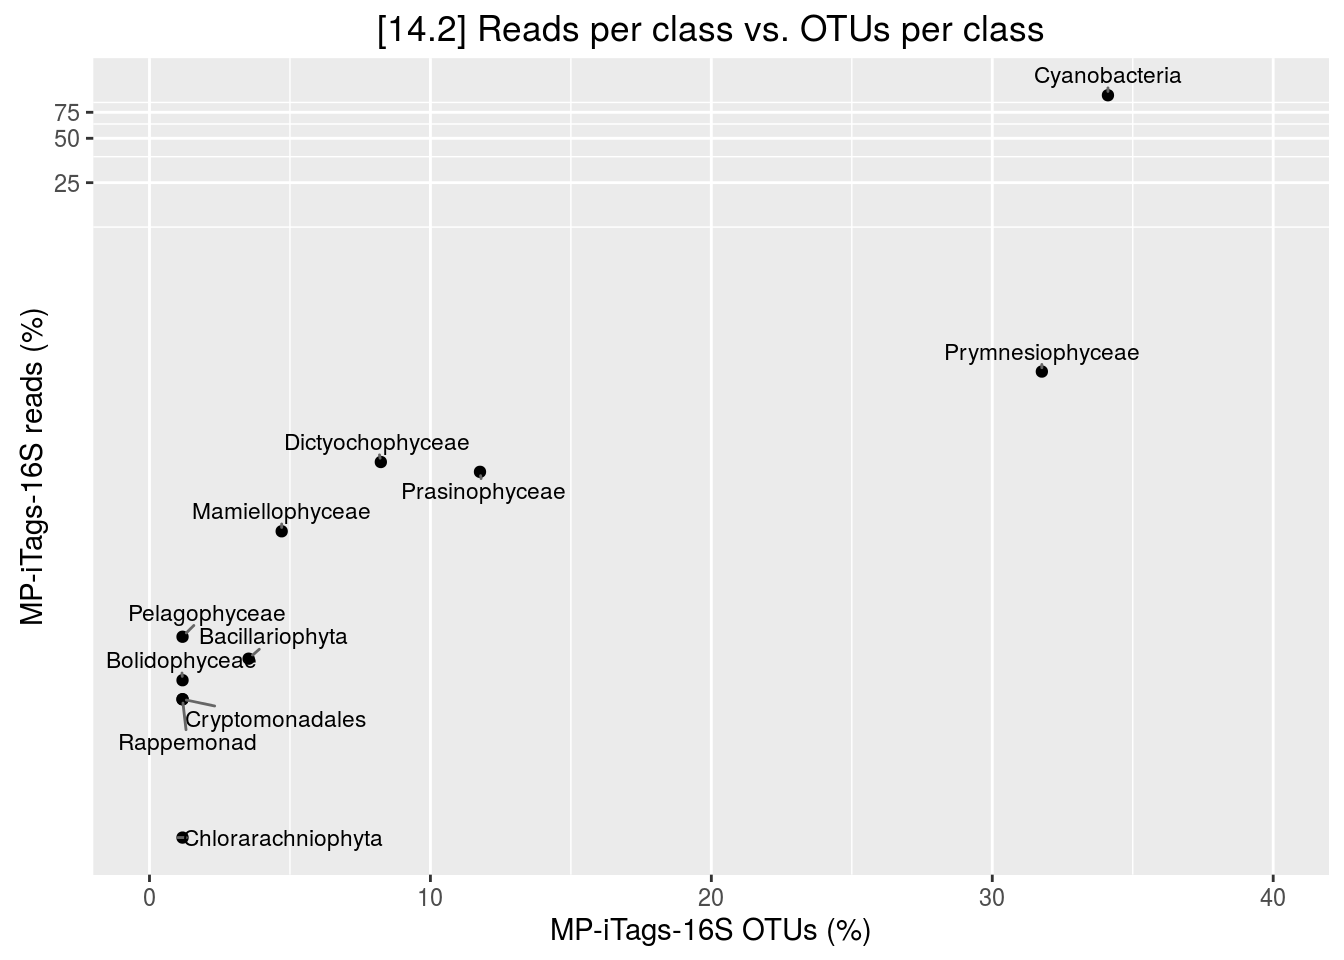 [14.2] Reads per class vs. OTUs per class
Cyanobacteria
75
50
25
Prymnesiophyceae
Dictyochophyceae
Prasinophyceae
Mamiellophyceae
Pelagophyceae
Bacillariophyta
Bolidophyceae
Cryptomonadales
Rappemonad
Chlorarachniophyta
MP-iTags-16S reads (%)
0 10 20 30 40
MP-iTags-16S OTUs (%)